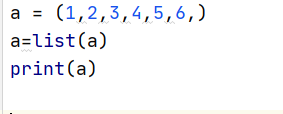 a = (1,2,3,4,5,6,)
a=list(a)
print(a)